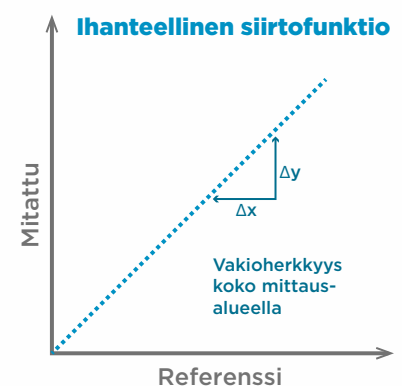 Ihanteellinen siirtofunktio
Mitattu
Δy
Δx
Vakioherkkyys
koko mittaus-
alueella
Referenssi